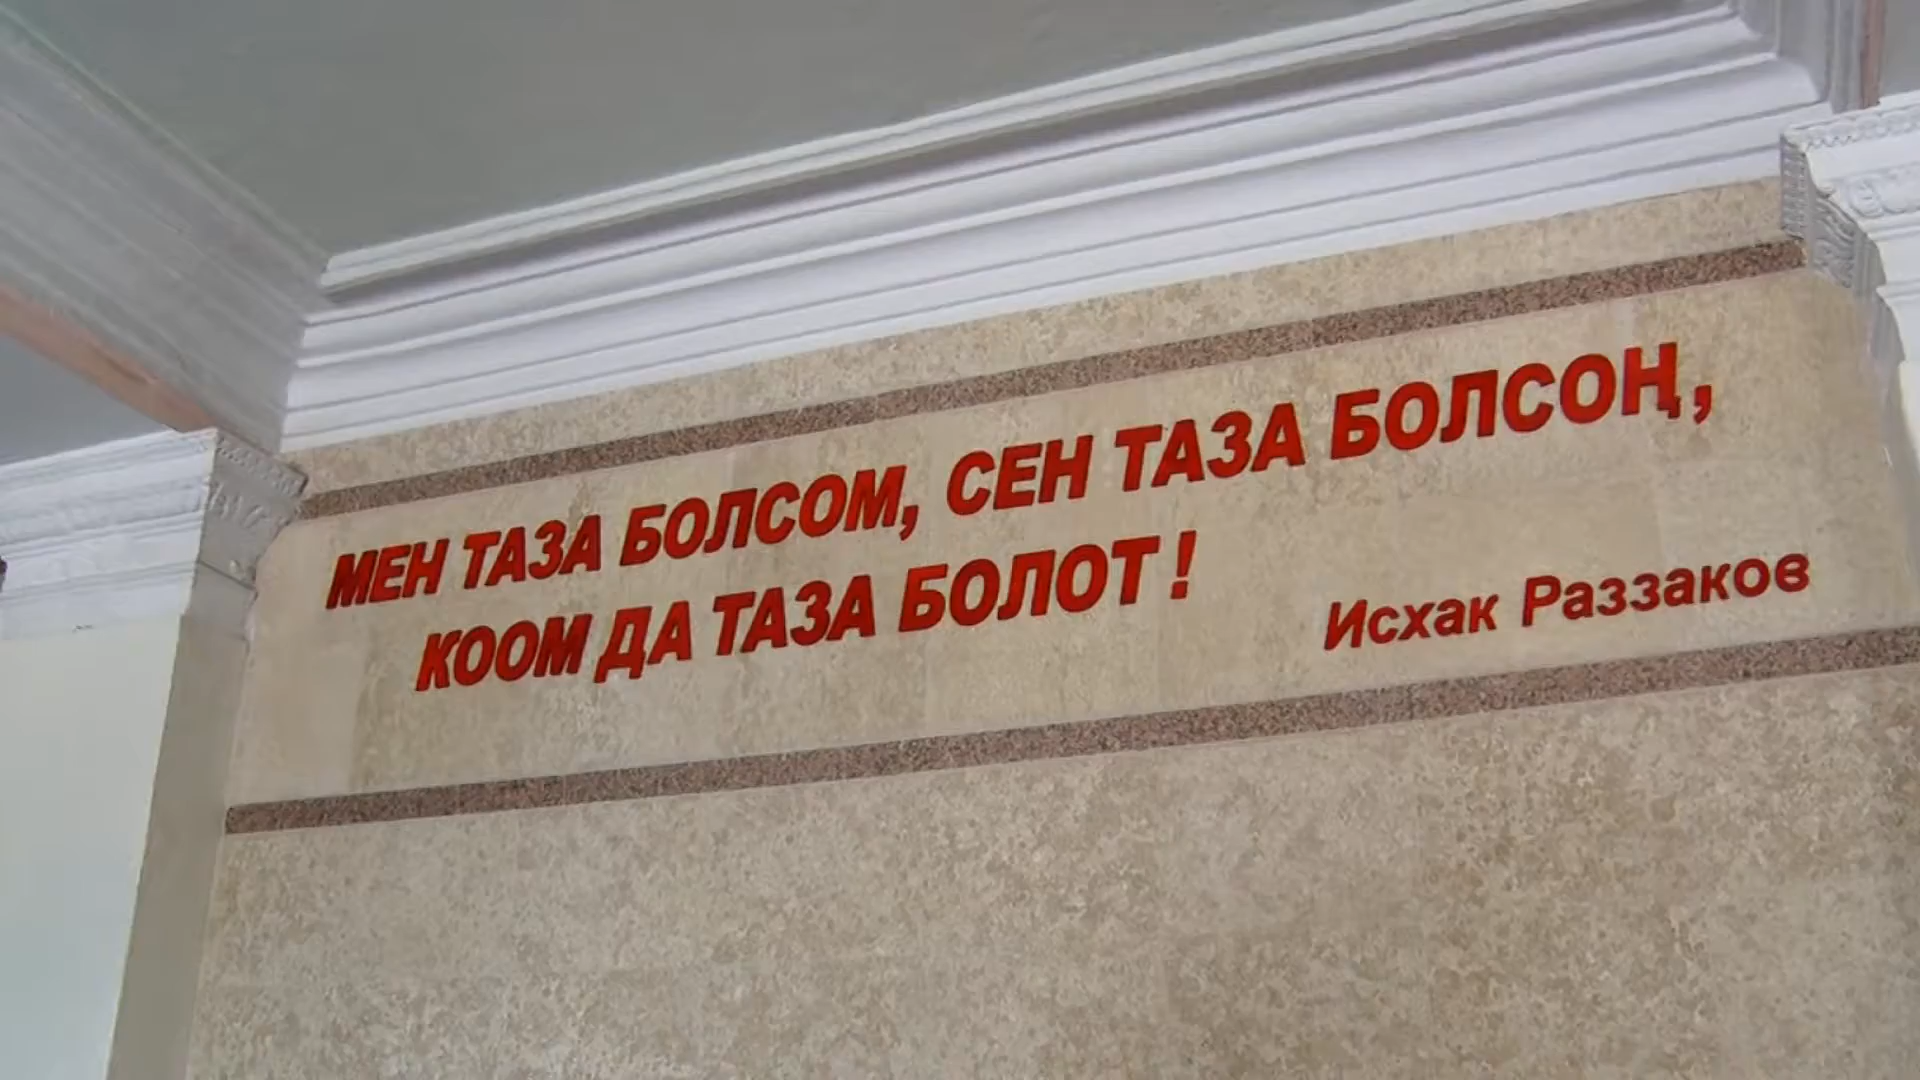 МЕН ТАЗА БОЛСОМ, СЕН ТАЗА БОЛСОҢ,
КООМ ДА ТАЗА БОЛОТ !
Исхак Раззаков